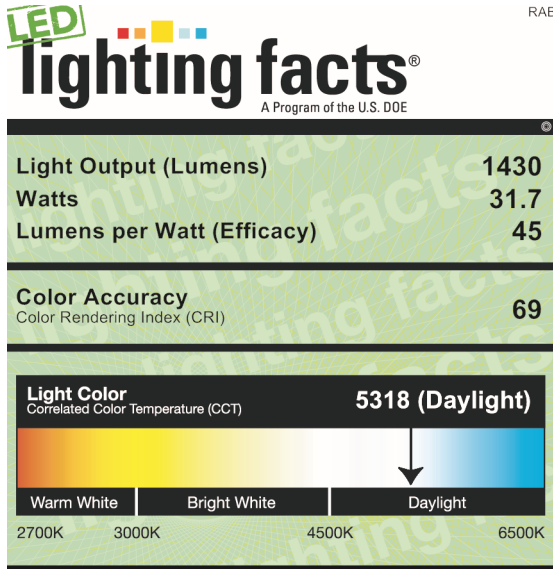 RAB
LED
lighting facts®
A Program of the U.S. DOE
Light Output (Lumens) 1430
Watts 31.7
Lumens per Watt (Efficacy) 45
Color Accuracy
Color Rendering Index (CRI) 69
Light Color
Correlated Color Temperature (CCT) 5318 (Daylight)
Warm White Bright White Daylight
2700K 3000K 4500K 6500K